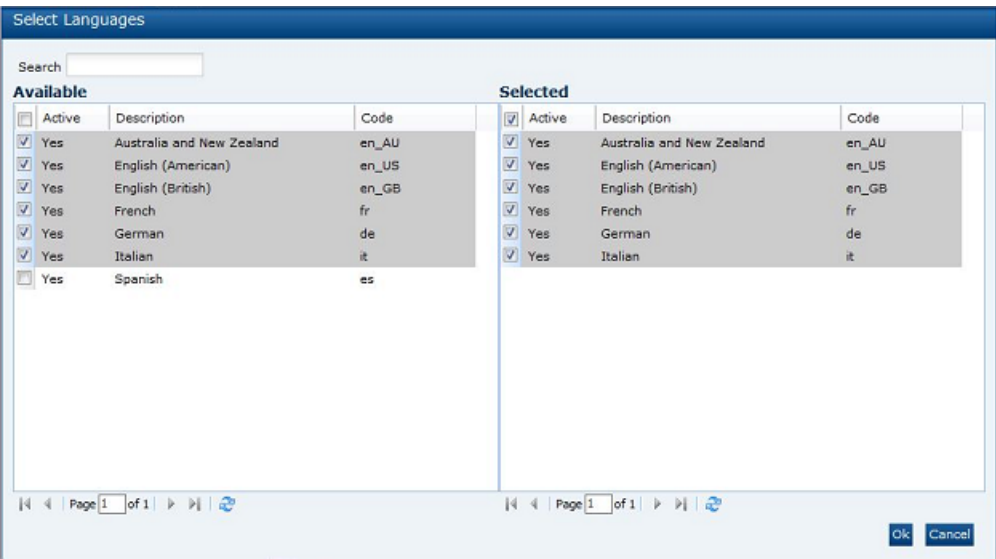 Select Languages
Search
Available
Active Description Code
Yes Australia and New Zealand en_AU
Yes English (American) en_US
Yes English (British) en_GB
Yes French fr
Yes German de
Yes Italian it
Yes Spanish es
Page 1 of 1
Selected
Active Description Code
Yes Australia and New Zealand en_AU
Yes English (American) en_US
Yes English (British) en_GB
Yes French fr
Yes German de
Yes Italian it
Page 1 of 1
Ok Cancel